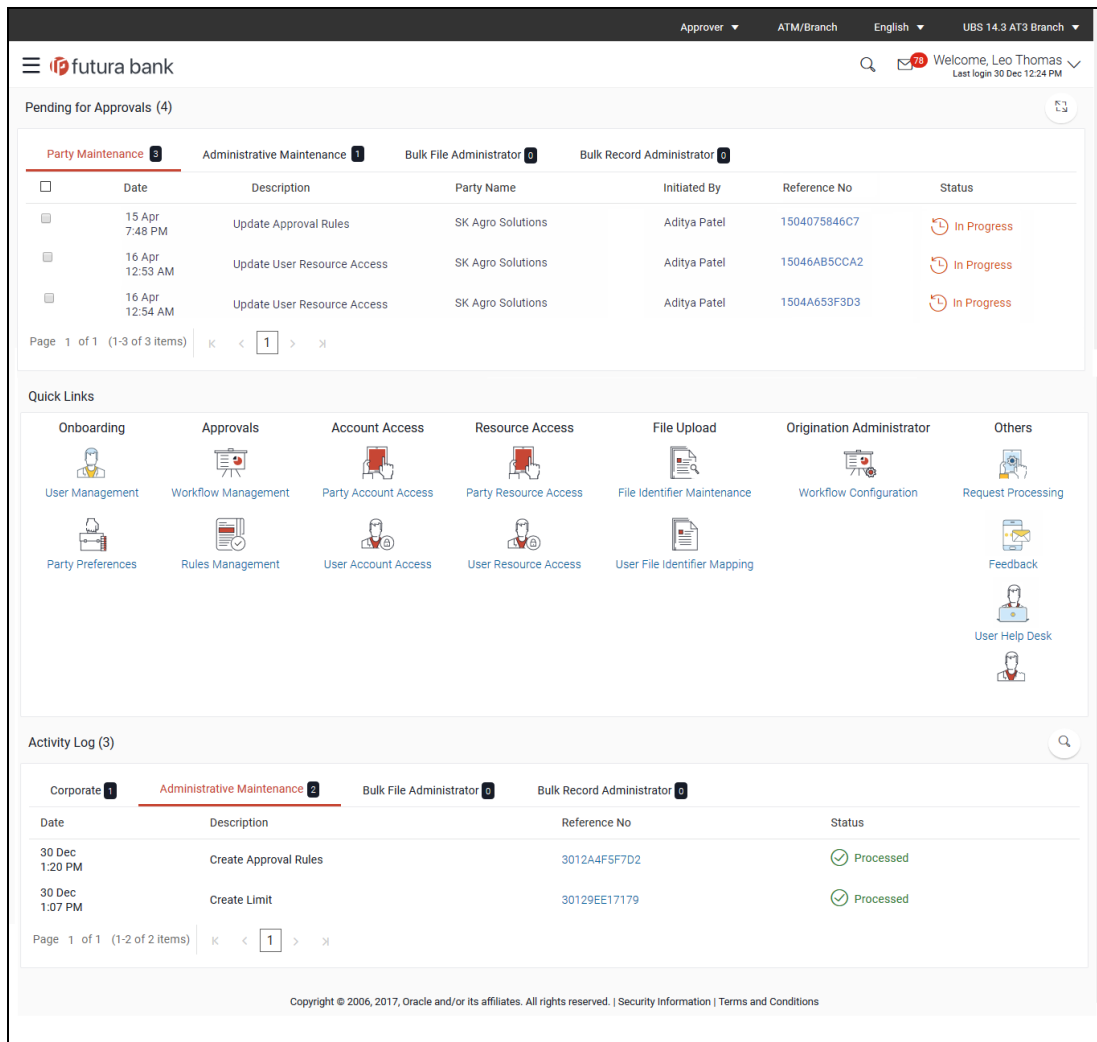 Approver ATM/Branch English UBS 14.3 AT3 Branch
futura bank 78 Welcome, Leo Thomas
Last login 30 Dec 12:24 PM
Pending for Approvals (4)
Party Maintenance 3 Administrative Maintenance 1 Bulk File Administrator 0 Bulk Record Administrator 0
Date Description Party Name Initiated By Reference No Status
15 Apr
7:48 PM Update Approval Rules SK Agro Solutions Aditya Patel 1504075846C7 In Progress
16 Apr
12:53 AM Update User Resource Access SK Agro Solutions Aditya Patel 15046AB5CCA2 In Progress
16 Apr
12:54 AM Update User Resource Access SK Agro Solutions Aditya Patel 1504A653F3D3 In Progress
Page 1 of 1 (1-3 of 3 items) 1
Quick Links
Onboarding Approvals Account Access Resource Access File Upload Origination Administrator Others
User Management Workflow Management Party Account Access Party Resource Access File Identifier Maintenance Workflow Configuration Request Processing
Party Preferences Rules Management User Account Access User Resource Access User File Identifier Mapping Feedback
User Help Desk
Activity Log (3)
Corporate 1 Administrative Maintenance 2 Bulk File Administrator 0 Bulk Record Administrator 0
Date Description Reference No Status
30 Dec
1:20 PM Create Approval Rules 3012A4F5F7D2 Processed
30 Dec
1:07 PM Create Limit 30129EE17179 Processed
Page 1 of 1 (1-2 of 2 items) 1
Copyright © 2006, 2017, Oracle and/or its affiliates. All rights reserved. | Security Information | Terms and Conditions